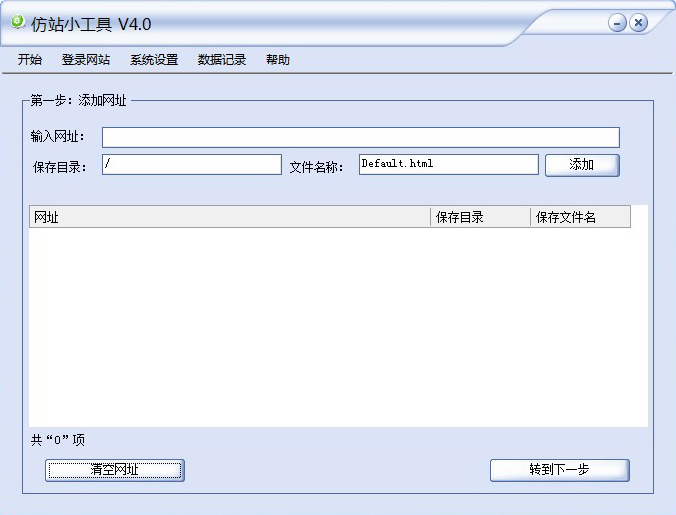 仿站小工具 V4.0
开始 登录网站 系统设置 数据记录 帮助
第一步：添加网址
输入网址：
保存目录： / 文件名称： Default.html 添加
网址 保存目录 保存文件名
共“0”项
清空网址 转到下一步